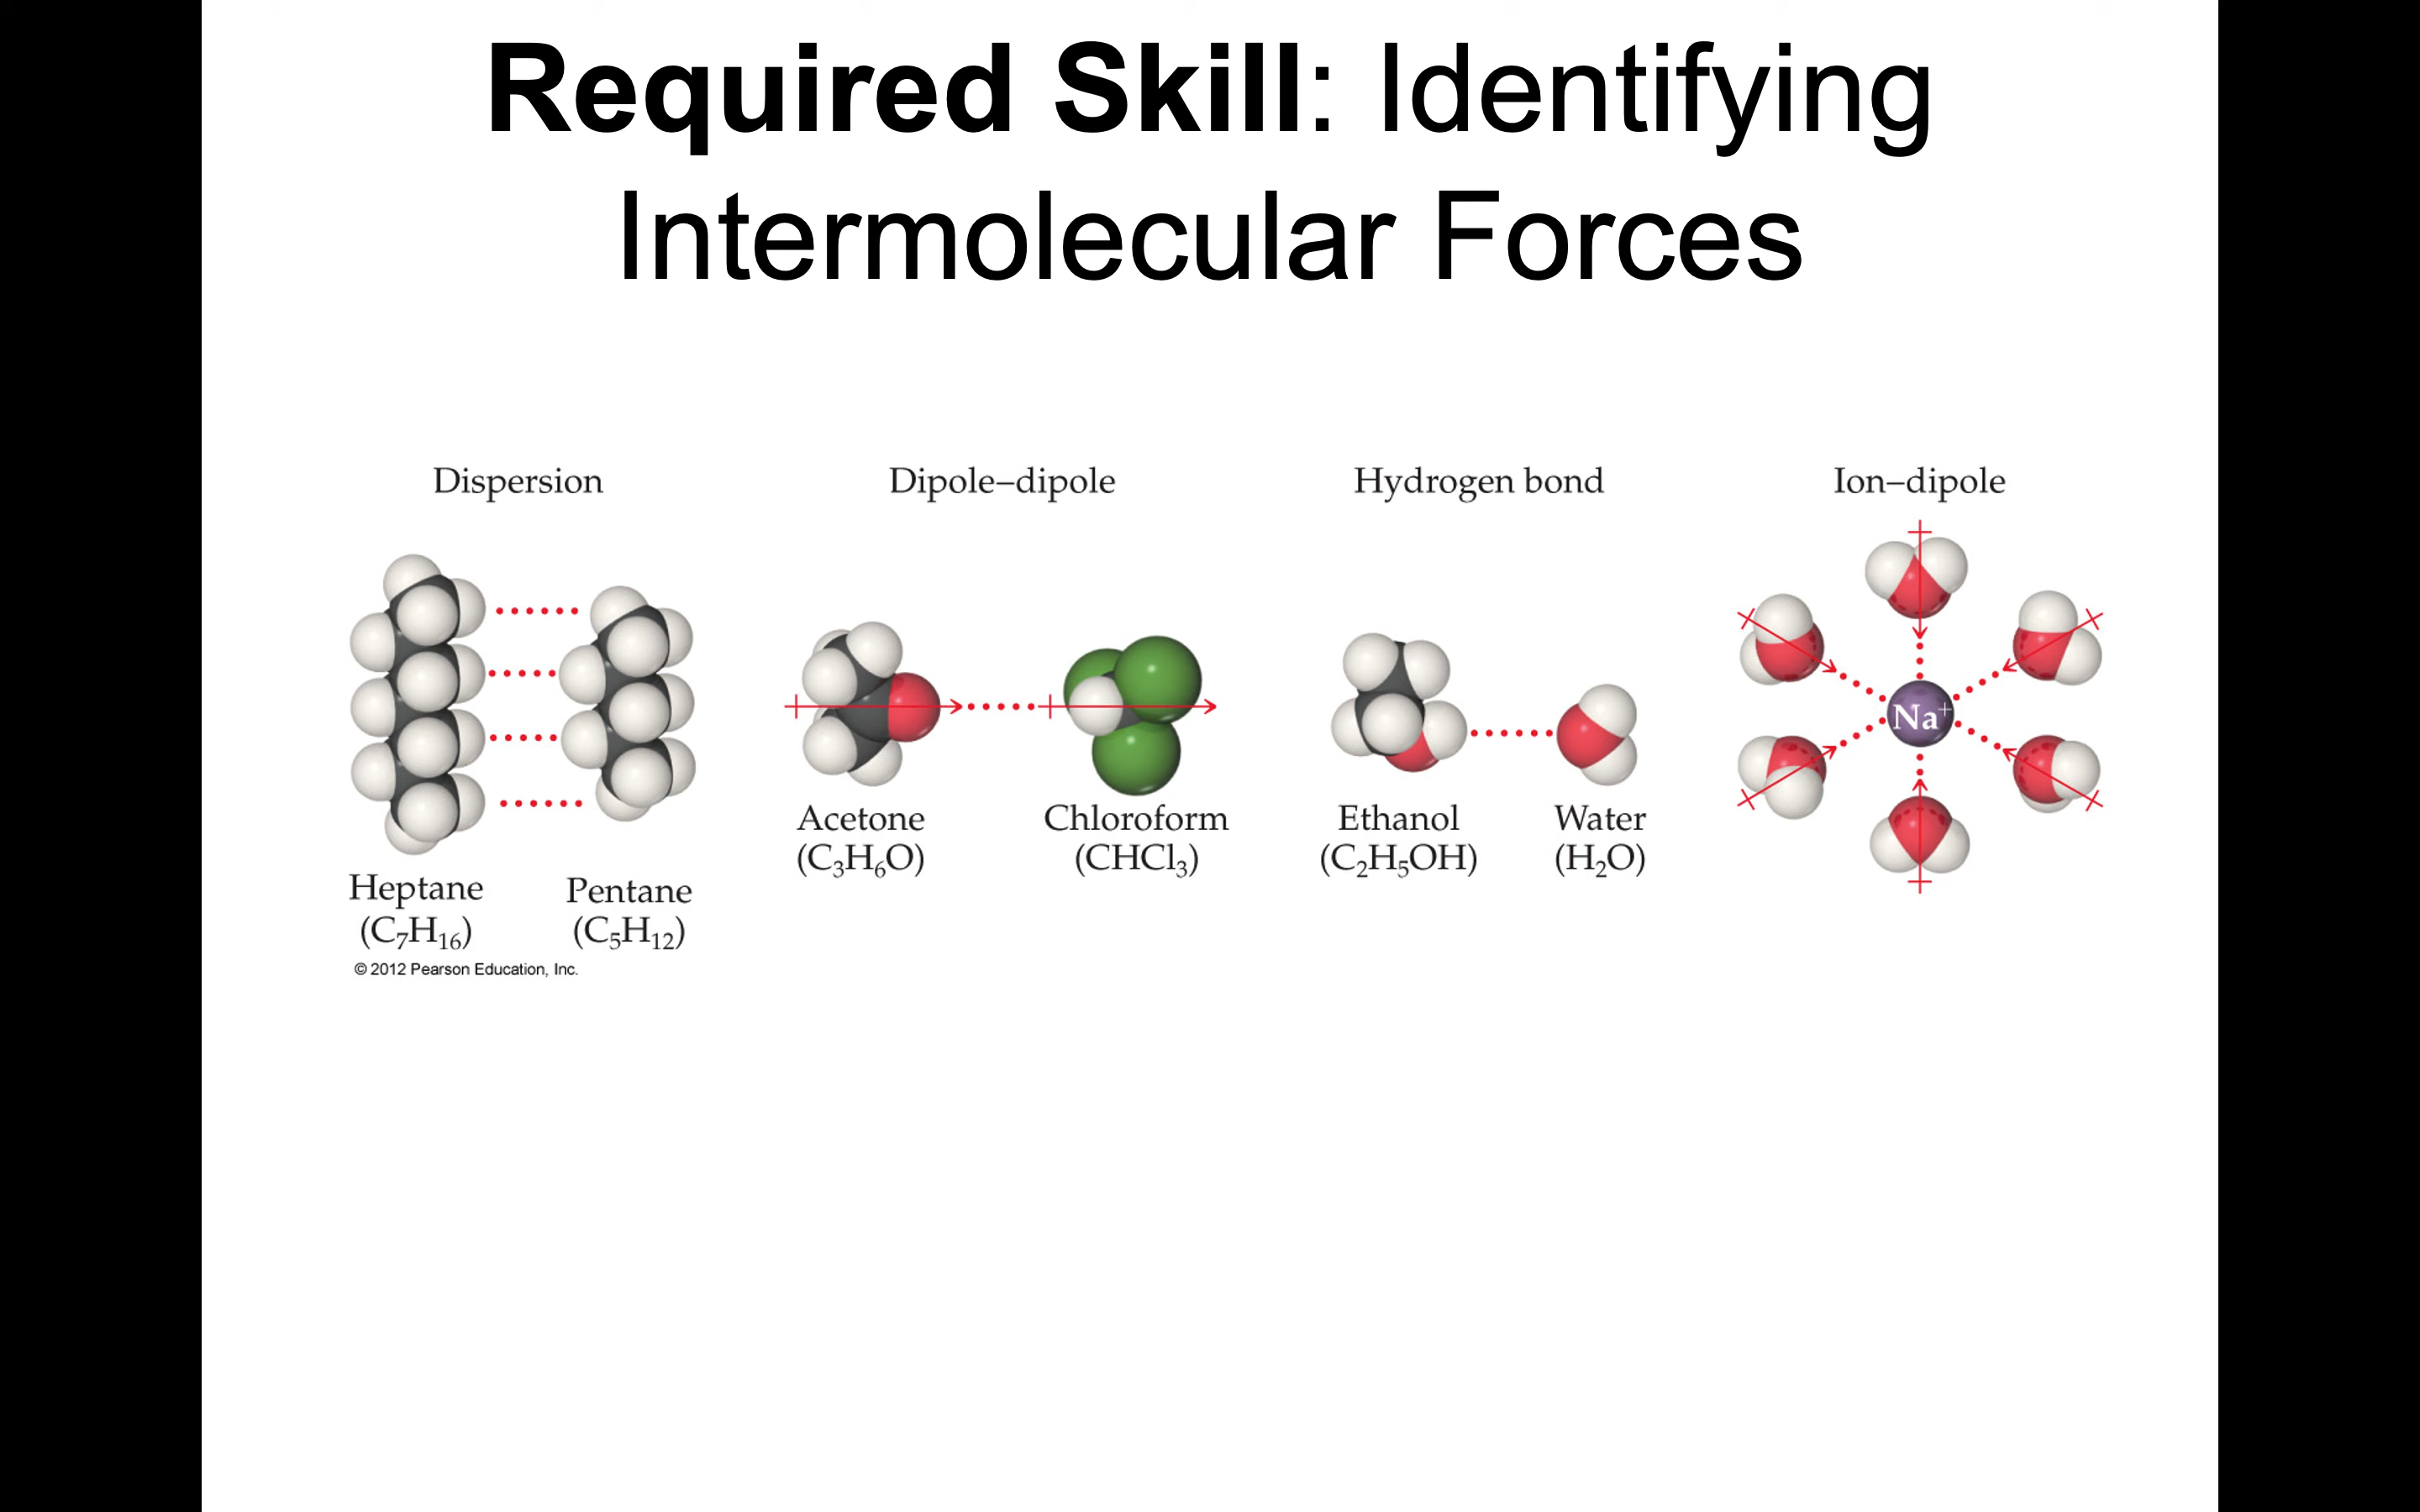 Required Skill: Identifying
Intermolecular Forces
Dispersion
Dipole–dipole
Hydrogen bond
Ion–dipole
Na⁺
Acetone
(C₃H₆O)
Chloroform
(CHCl₃)
Ethanol
(C₂H₅OH)
Water
(H₂O)
Heptane
(C₇H₁₆)
Pentane
(C₅H₁₂)
© 2012 Pearson Education, Inc.